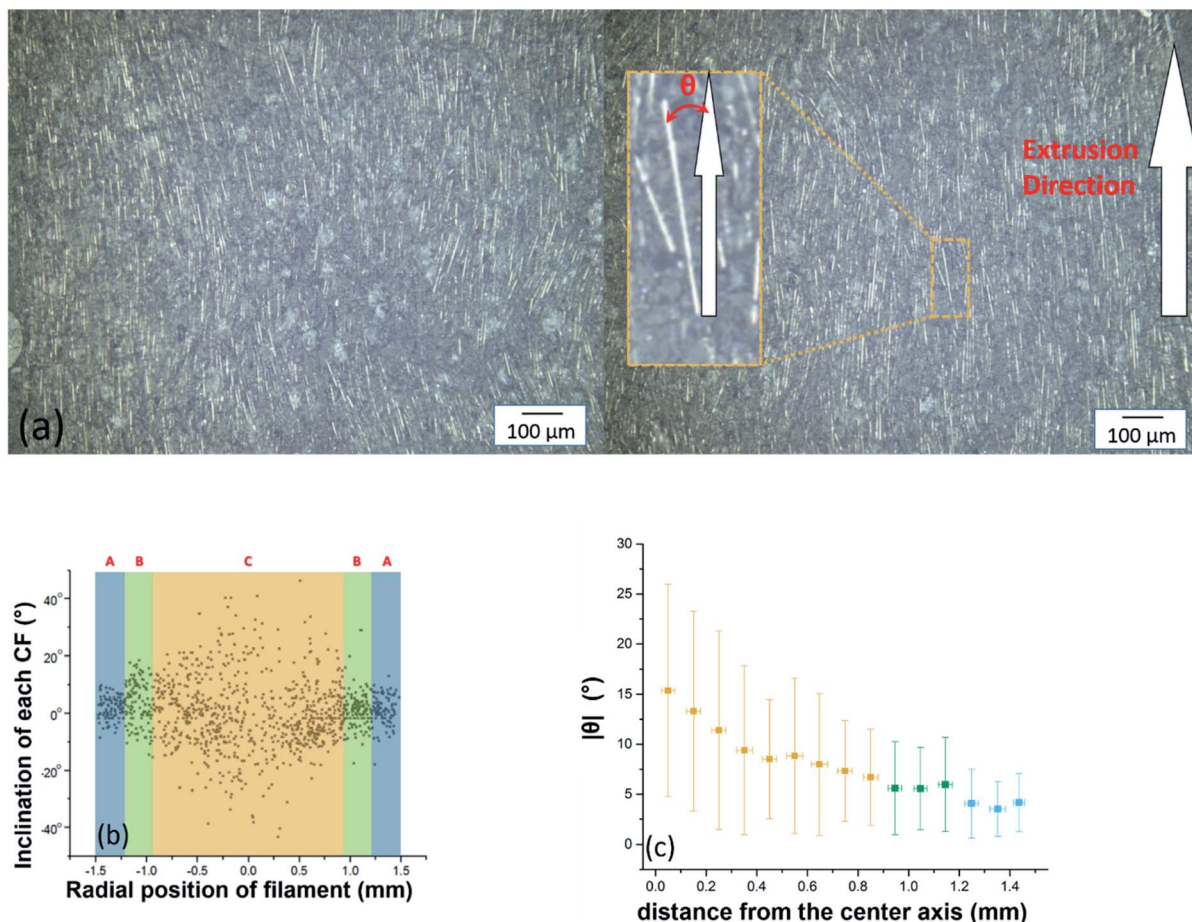 θ
Extrusion
Direction
(a)
100 μm
100 μm
A B C B A
Inclination of each CF (°)
40°
20°
0°
-20°
-40°
(b)
-1.5 -1.0 -0.5 0.0 0.5 1.0 1.5
Radial position of filament (mm)
|θ| (°)
30
25
20
15
10
5
0
(c)
0.0 0.2 0.4 0.6 0.8 1.0 1.2 1.4
distance from the center axis (mm)